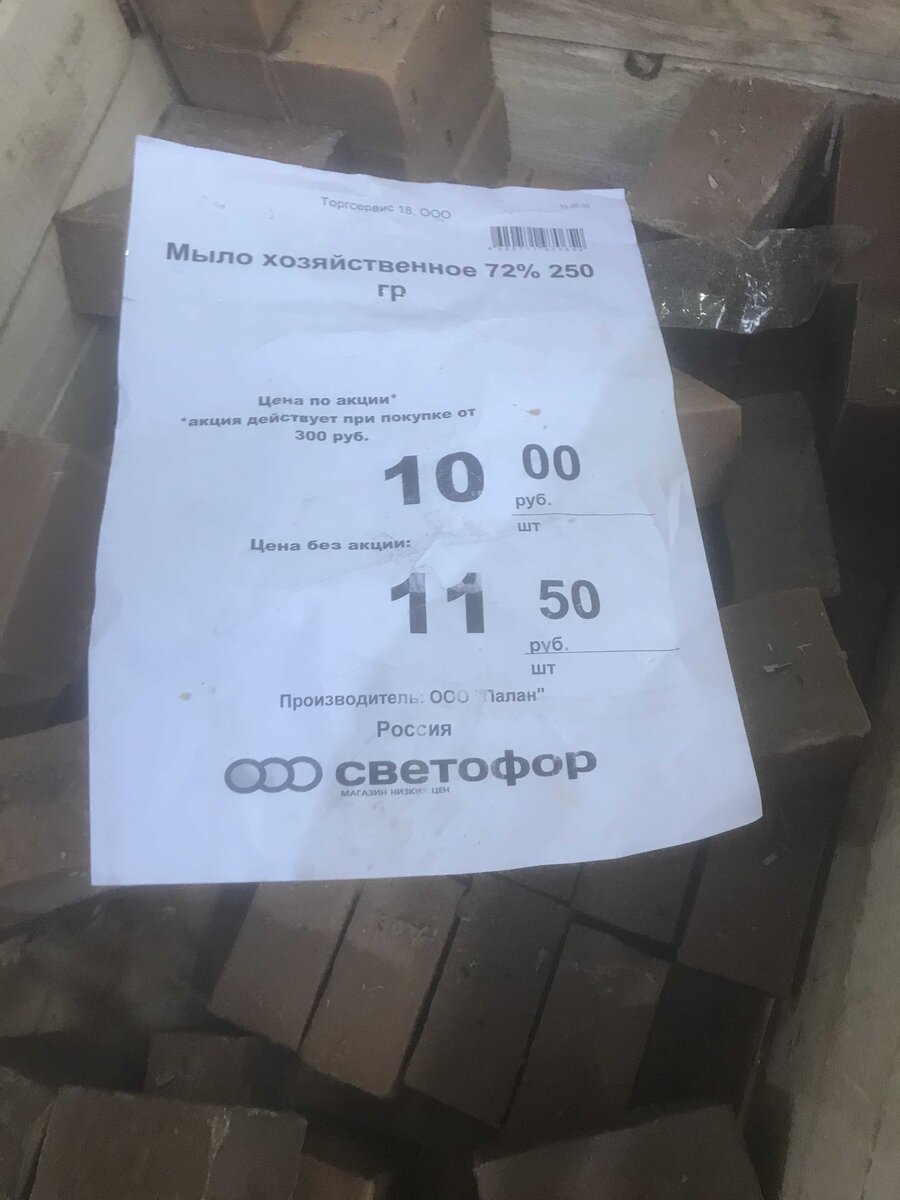 Торгсервис 18, ООО
Мыло хозяйственное 72% 250
гр
Цена по акции*
*акция действует при покупке от
300 руб.
10 00
руб.
шт
Цена без акции:
11 50
руб.
шт
Производитель: ООО "Палан"
Россия
светофор
МАГАЗИН НИЗКИХ ЦЕН